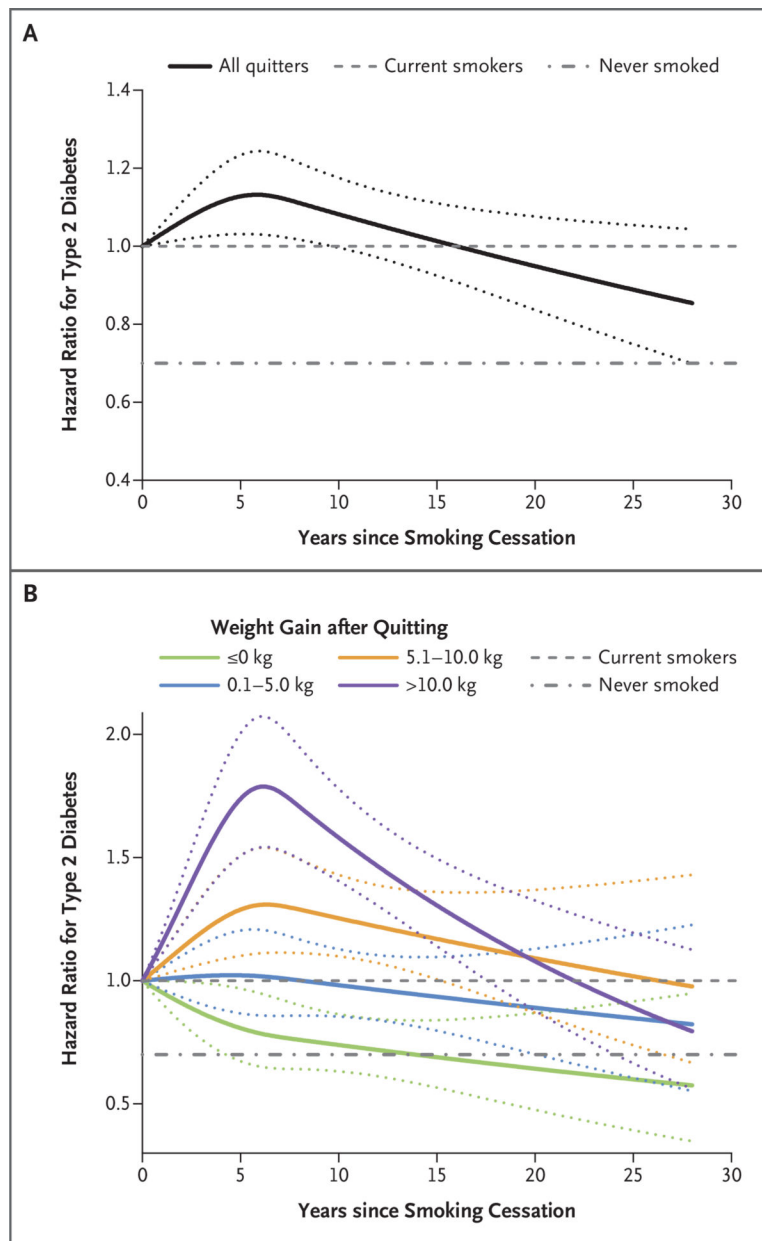 A
All quitters Current smokers Never smoked
Hazard Ratio for Type 2 Diabetes
1.4
1.2
1.0
0.8
0.6
0.4
0 5 10 15 20 25 30
Years since Smoking Cessation
B
Weight Gain after Quitting
≤0 kg 5.1–10.0 kg Current smokers
0.1–5.0 kg >10.0 kg Never smoked
Hazard Ratio for Type 2 Diabetes
2.0
1.5
1.0
0.5
0 5 10 15 20 25 30
Years since Smoking Cessation